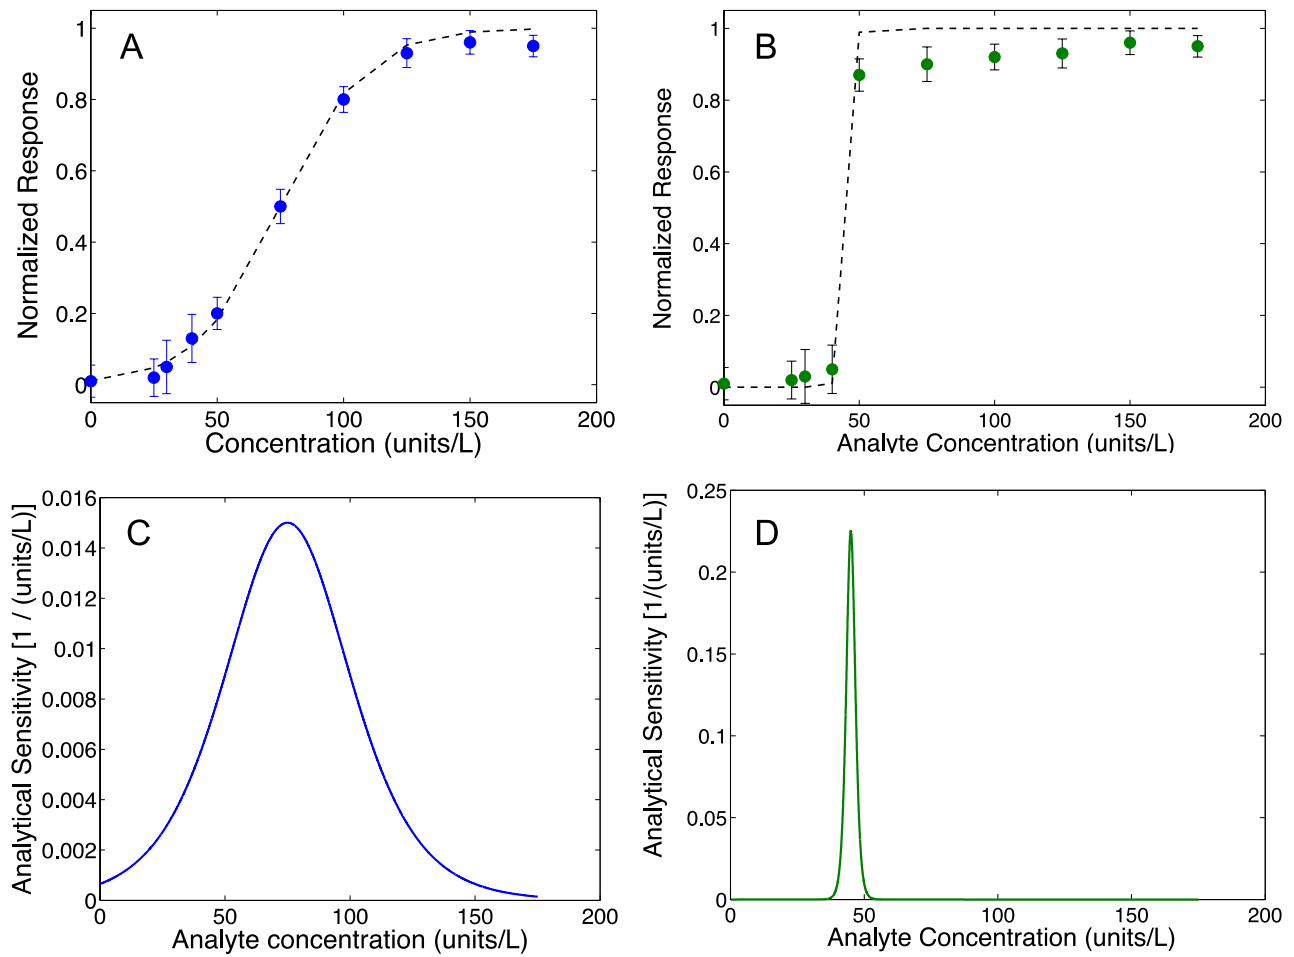 A
Normalized Response
1
0.8
0.6
0.4
0.2
0
0 50 100 150 200
Concentration (units/L)
B
Normalized Response
1
0.8
0.6
0.4
0.2
0
0 50 100 150 200
Analyte Concentration (units/L)
C
Analytical Sensitivity [1 / (units/L)]
0.016
0.014
0.012
0.01
0.008
0.006
0.004
0.002
0
0 50 100 150 200
Analyte concentration (units/L)
D
Analytical Sensitivity [1/(units/L)]
0.25
0.2
0.15
0.1
0.05
0
0 50 100 150 200
Analyte Concentration (units/L)